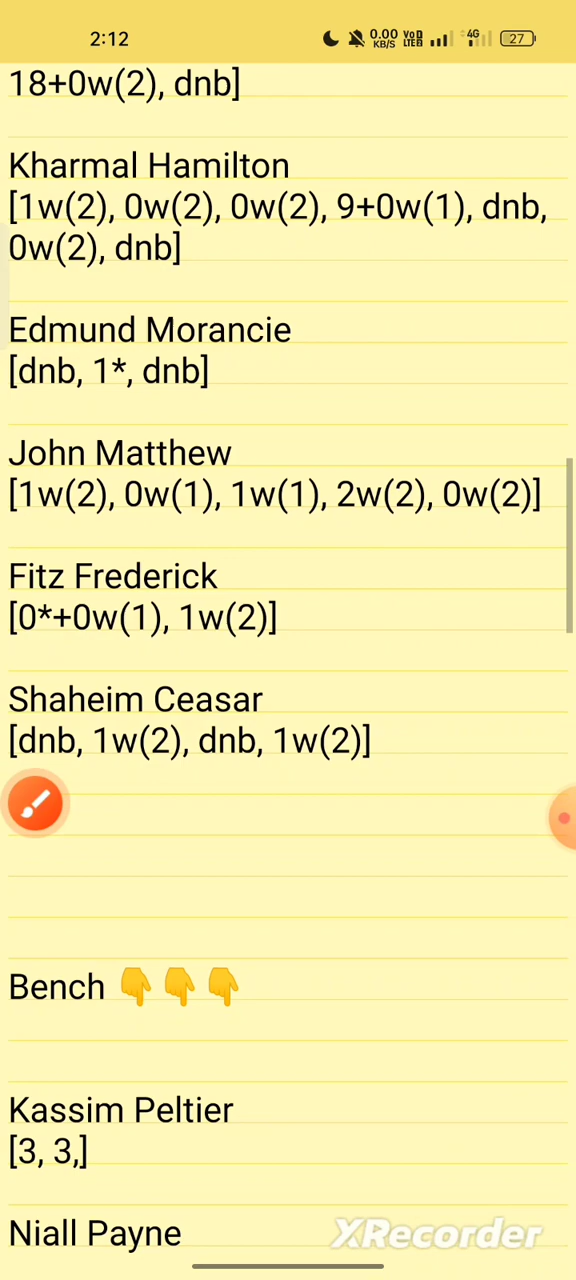 2:12
0.00 KB/S
VoD LTE 2
4G
27
18+0w(2), dnb]
Kharmal Hamilton
[1w(2), 0w(2), 0w(2), 9+0w(1), dnb,
0w(2), dnb]
Edmund Morancie
[dnb, 1*, dnb]
John Matthew
[1w(2), 0w(1), 1w(1), 2w(2), 0w(2)]
Fitz Frederick
[0*+0w(1), 1w(2)]
Shaheim Ceasar
[dnb, 1w(2), dnb, 1w(2)]
Bench 👇👇👇
Kassim Peltier
[3, 3,]
Niall Payne
XRecorder